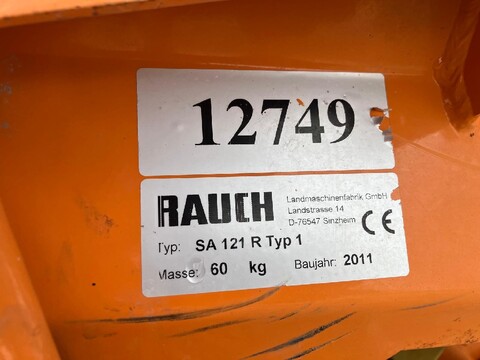 12749
RAUCH
Landmaschinenfabrik GmbH
Landstrasse 14
D-76547 Sinzheim
CE
Typ: SA 121 R Typ 1
Masse: 60 kg Baujahr: 2011